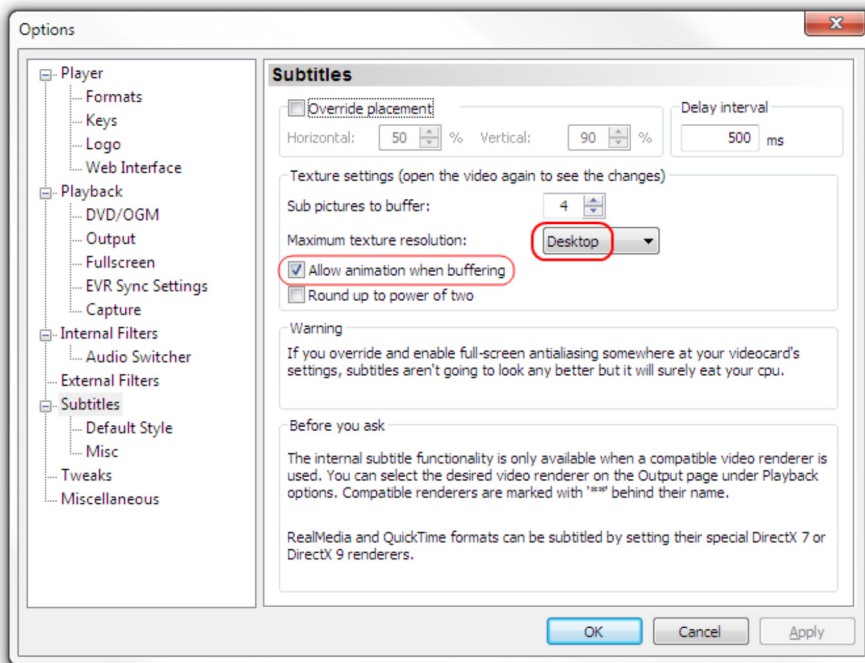 Options
Player
Formats
Keys
Logo
Web Interface
Playback
DVD/OGM
Output
Fullscreen
EVR Sync Settings
Capture
Internal Filters
Audio Switcher
External Filters
Subtitles
Default Style
Misc
Tweaks
Miscellaneous
Subtitles
Override placement
Horizontal: 50 % Vertical: 90 %
Delay interval
500 ms
Texture settings (open the video again to see the changes)
Sub pictures to buffer: 4
Maximum texture resolution: Desktop
Allow animation when buffering
Round up to power of two
Warning
If you override and enable full-screen antialiasing somewhere at your videocard's
settings, subtitles aren't going to look any better but it will surely eat your cpu.
Before you ask
The internal subtitle functionality is only available when a compatible video renderer is
used. You can select the desired video renderer on the Output page under Playback
options. Compatible renderers are marked with '**' behind their name.
RealMedia and QuickTime formats can be subtitled by setting their special DirectX 7 or
DirectX 9 renderers.
OK Cancel Apply